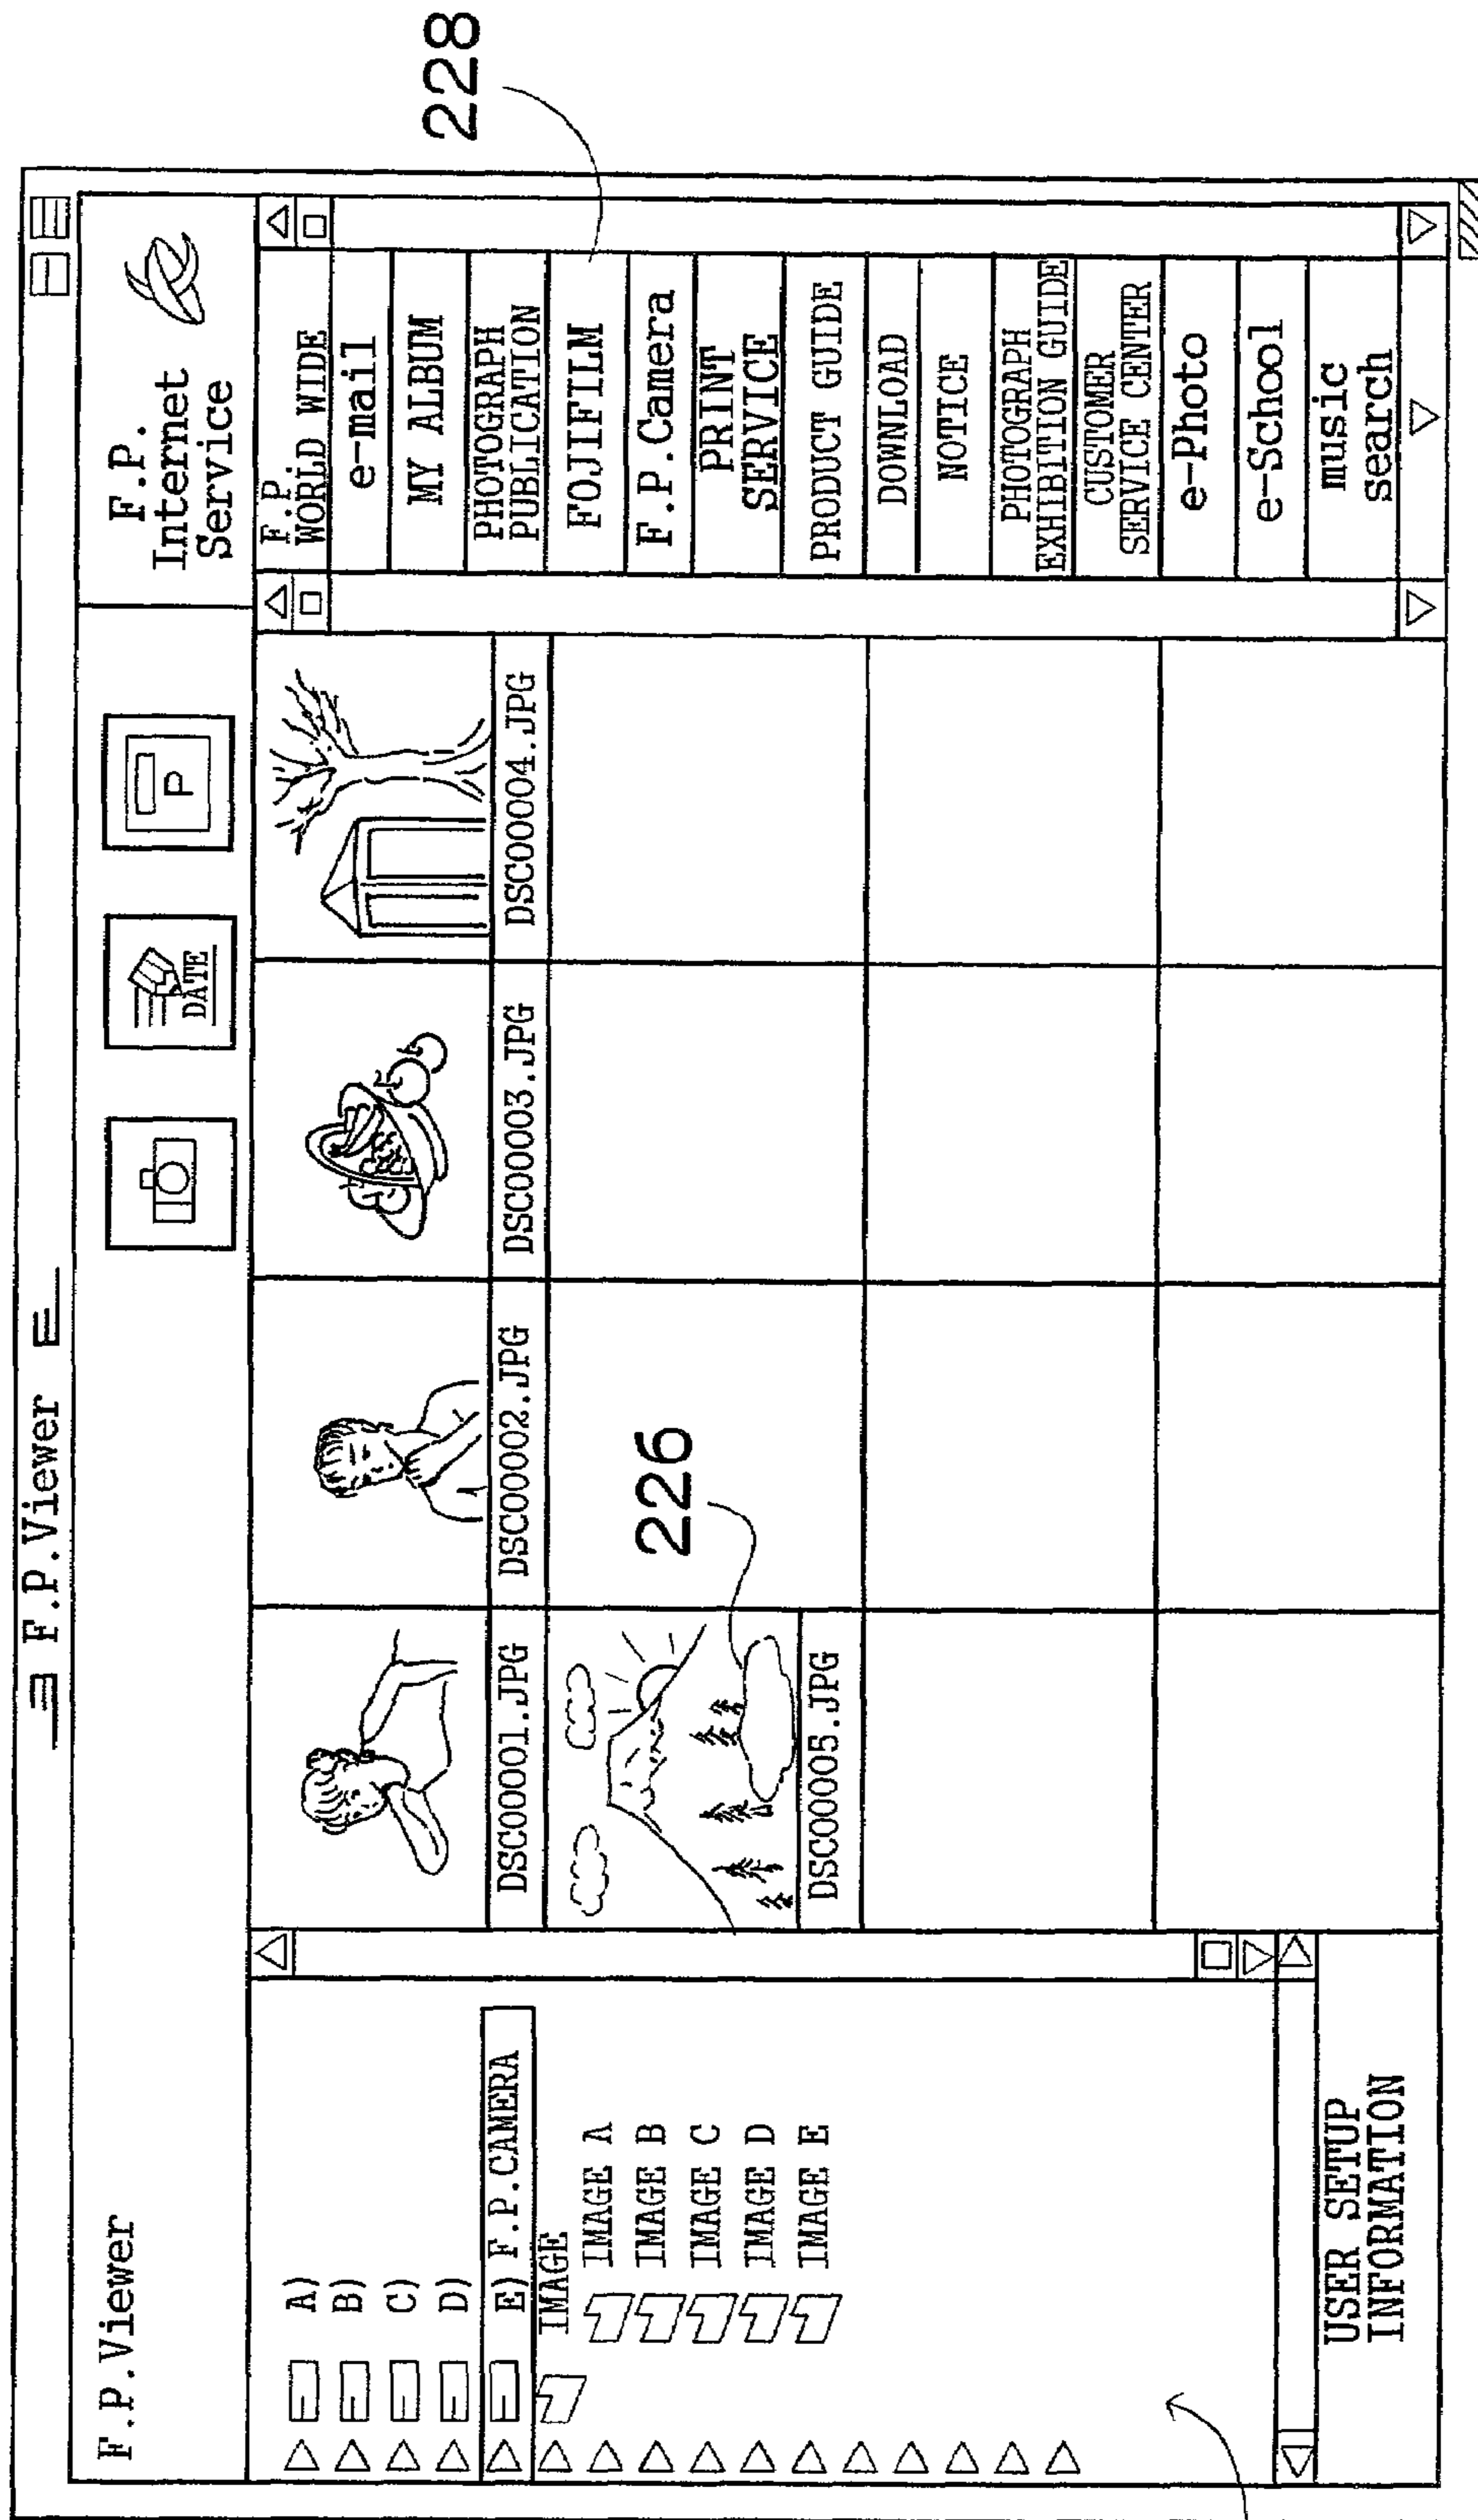 F.P.Viewer
F.P.Viewer
DATE
P
F.P.
Internet
Service
A)
B)
C)
D)
E) F.P.CAMERA
IMAGE
IMAGE A
IMAGE B
IMAGE C
IMAGE D
IMAGE E
USER SETUP
INFORMATION
DSC00001.JPG
DSC00002.JPG
DSC00003.JPG
DSC00004.JPG
226
DSC00005.JPG
F.P
WORLD WIDE
e-mail
MY ALBUM
PHOTOGRAPH
PUBLICATION
FOJIFILM
F.P.Camera
PRINT
SERVICE
PRODUCT GUIDE
DOWNLOAD
NOTICE
PHOTOGRAPH
EXHIBITION GUIDE
CUSTOMER
SERVICE CENTER
e-Photo
e-School
music
search
228